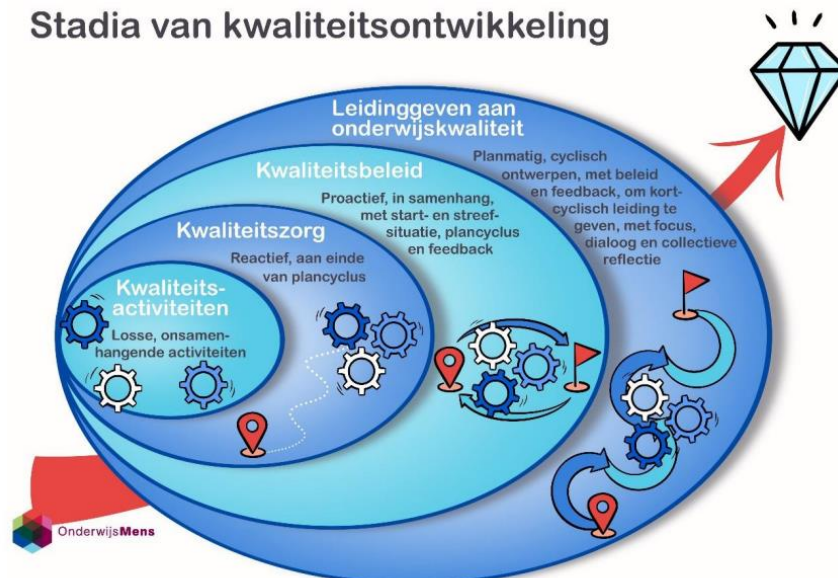 Stadia van kwaliteitsontwikkeling
Leidinggeven aan
onderwijskwaliteit
Planmatig, cyclisch
ontwerpen, met beleid
en feedback, om kort-
cyclisch leiding te
geven, met focus,
dialoog en collectieve
reflectie
Kwaliteitsbeleid
Proactief, in samenhang,
met start- en streef-
situatie, plancyclus
en feedback
Kwaliteitszorg
Reactief, aan einde
van plancyclus
Kwaliteits-
activiteiten
Losse, onsamen-
hangende activiteiten
OnderwijsMens